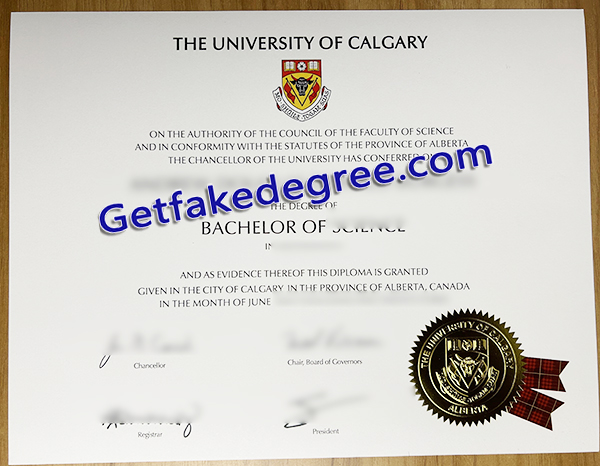 THE UNIVERSITY OF CALGARY
MO SHÙILE TOGAM SUAS
ON THE AUTHORITY OF THE COUNCIL OF THE FACULTY OF SCIENCE
AND IN CONFORMITY WITH THE STATUTES OF THE PROVINCE OF ALBERTA
THE CHANCELLOR OF THE UNIVERSITY HAS CONFERRED ON
Getfakedegree.com
THE DEGREE OF
BACHELOR OF SCIENCE
IN
AND AS EVIDENCE THEREOF THIS DIPLOMA IS GRANTED
GIVEN IN THE CITY OF CALGARY IN THE PROVINCE OF ALBERTA, CANADA
IN THE MONTH OF JUNE
Chancellor
Chair, Board of Governors
THE UNIVERSITY OF CALGARY
ALBERTA
Registrar
President